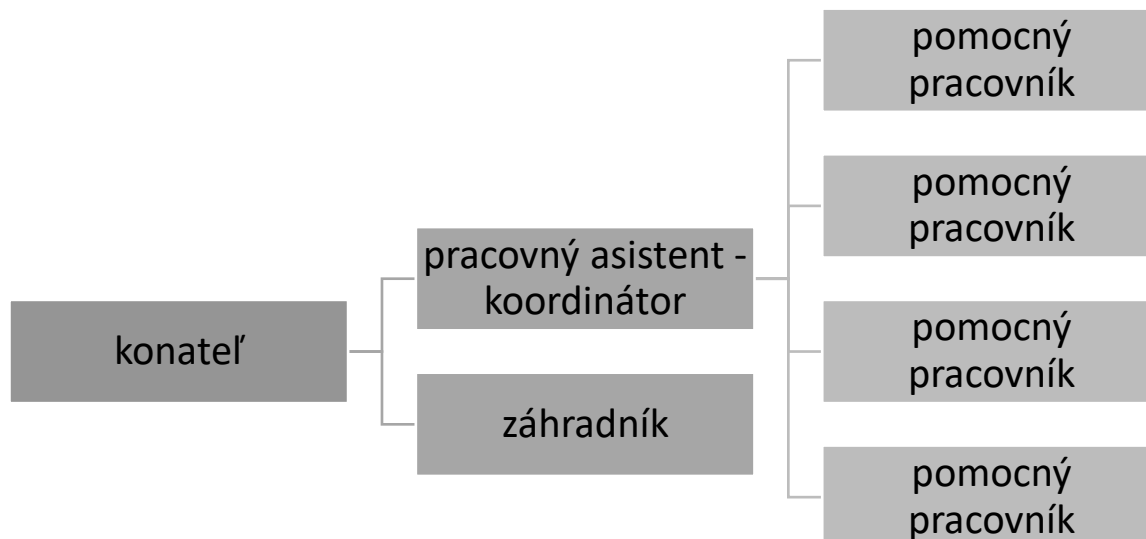 konateľ
pracovný asistent -
koordinátor
záhradník
pomocný
pracovník
pomocný
pracovník
pomocný
pracovník
pomocný
pracovník